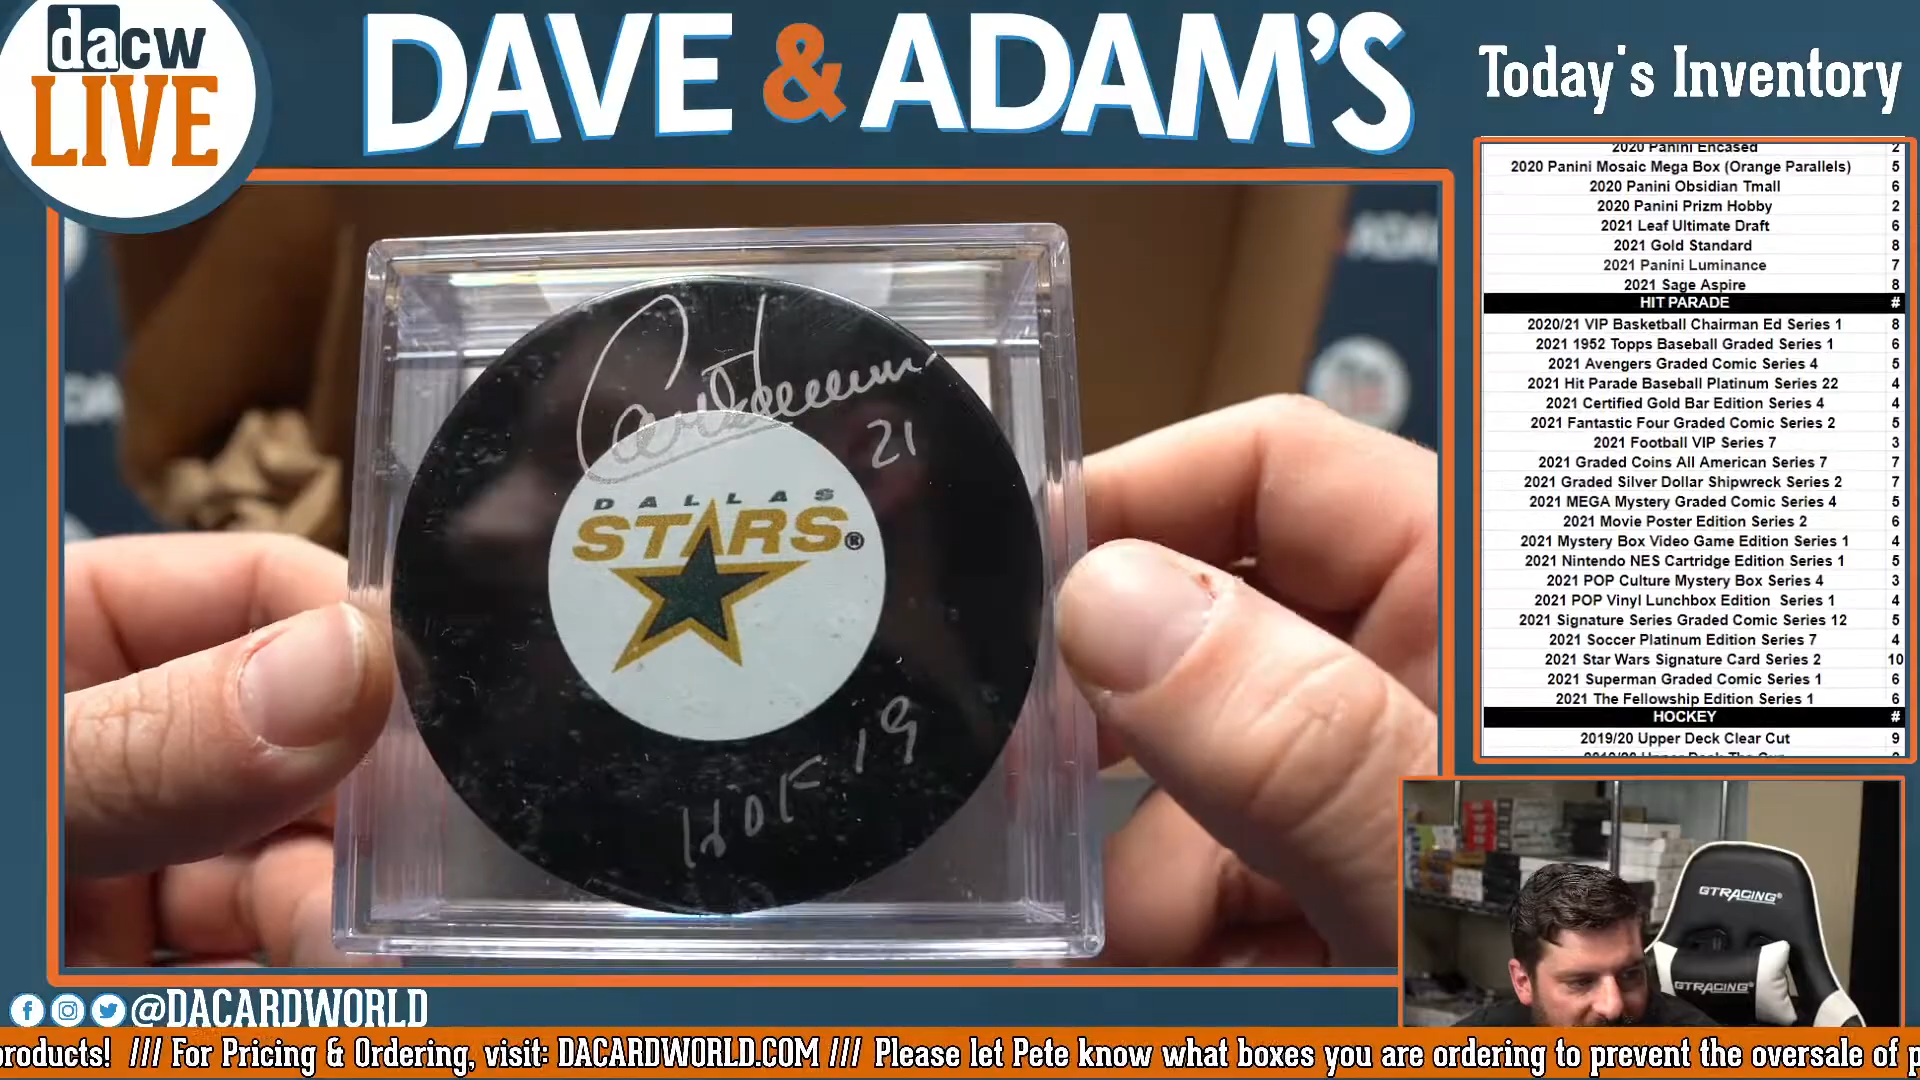 dacw
LIVE
DAVE & ADAM'S
Today's Inventory
2020 Panini Encased 2
2020 Panini Mosaic Mega Box (Orange Parallels) 5
2020 Panini Obsidian Tmall 6
2020 Panini Prizm Hobby 2
2021 Leaf Ultimate Draft 6
2021 Gold Standard 8
2021 Panini Luminance 7
2021 Sage Aspire 8
HIT PARADE #
2020/21 VIP Basketball Chairman Ed Series 1 8
2021 1952 Topps Baseball Graded Series 1 6
2021 Avengers Graded Comic Series 4 5
2021 Hit Parade Baseball Platinum Series 22 4
2021 Certified Gold Bar Edition Series 4 4
2021 Fantastic Four Graded Comic Series 2 5
2021 Football VIP Series 7 3
2021 Graded Coins All American Series 7 7
2021 Graded Silver Dollar Shipwreck Series 2 7
2021 MEGA Mystery Graded Comic Series 4 5
2021 Movie Poster Edition Series 2 6
2021 Mystery Box Video Game Edition Series 1 4
2021 Nintendo NES Cartridge Edition Series 1 5
2021 POP Culture Mystery Box Series 4 3
2021 POP Vinyl Lunchbox Edition Series 1 4
2021 Signature Series Graded Comic Series 12 5
2021 Soccer Platinum Edition Series 7 4
2021 Star Wars Signature Card Series 2 10
2021 Superman Graded Comic Series 1 6
2021 The Fellowship Edition Series 1 6
HOCKEY #
2019/20 Upper Deck Clear Cut 9
21
DALLAS
STARS®
HOF 19
GTRACING
GTRACING
@DACARDWORLD
products! /// For Pricing & Ordering, visit: DACARDWORLD.COM /// Please let Pete know what boxes you are ordering to prevent the oversale of p